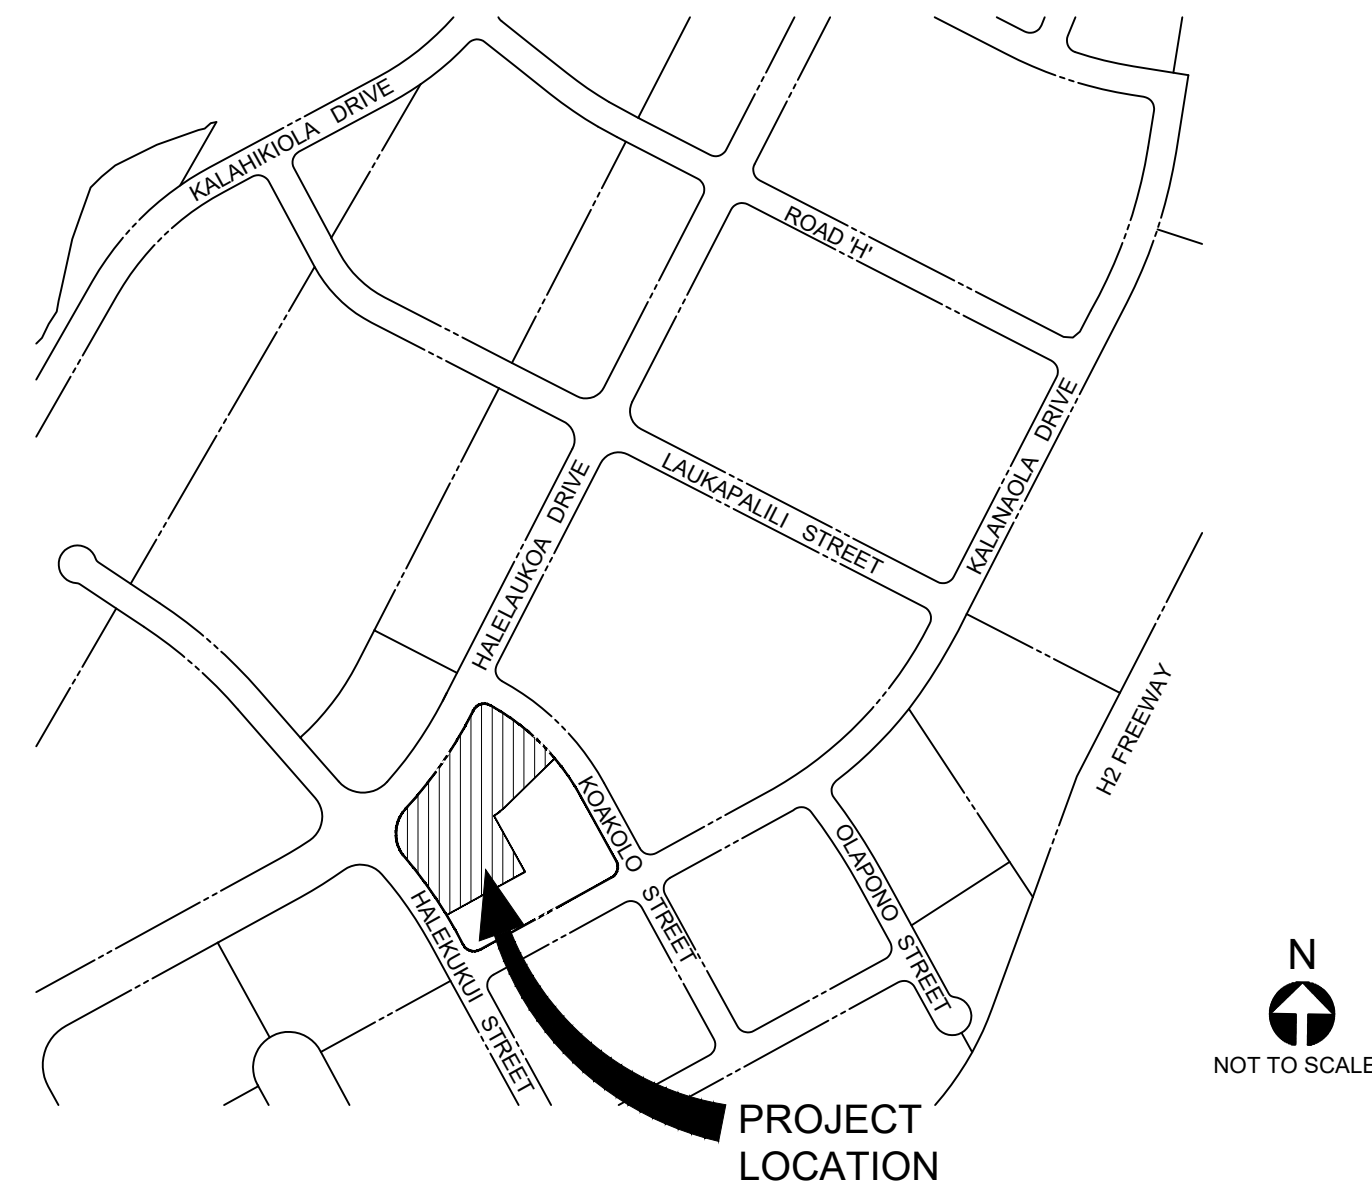 KALAHIKIOLA DRIVE
ROAD 'H'
KALANAOLA DRIVE
LAUKAPALILI STREET
HALELAUKOA DRIVE
H2 FREEWAY
KOAKOLO STREET
OLAPONO STREET
HALEKUKUI STREET
N
NOT TO SCALE
PROJECT
LOCATION